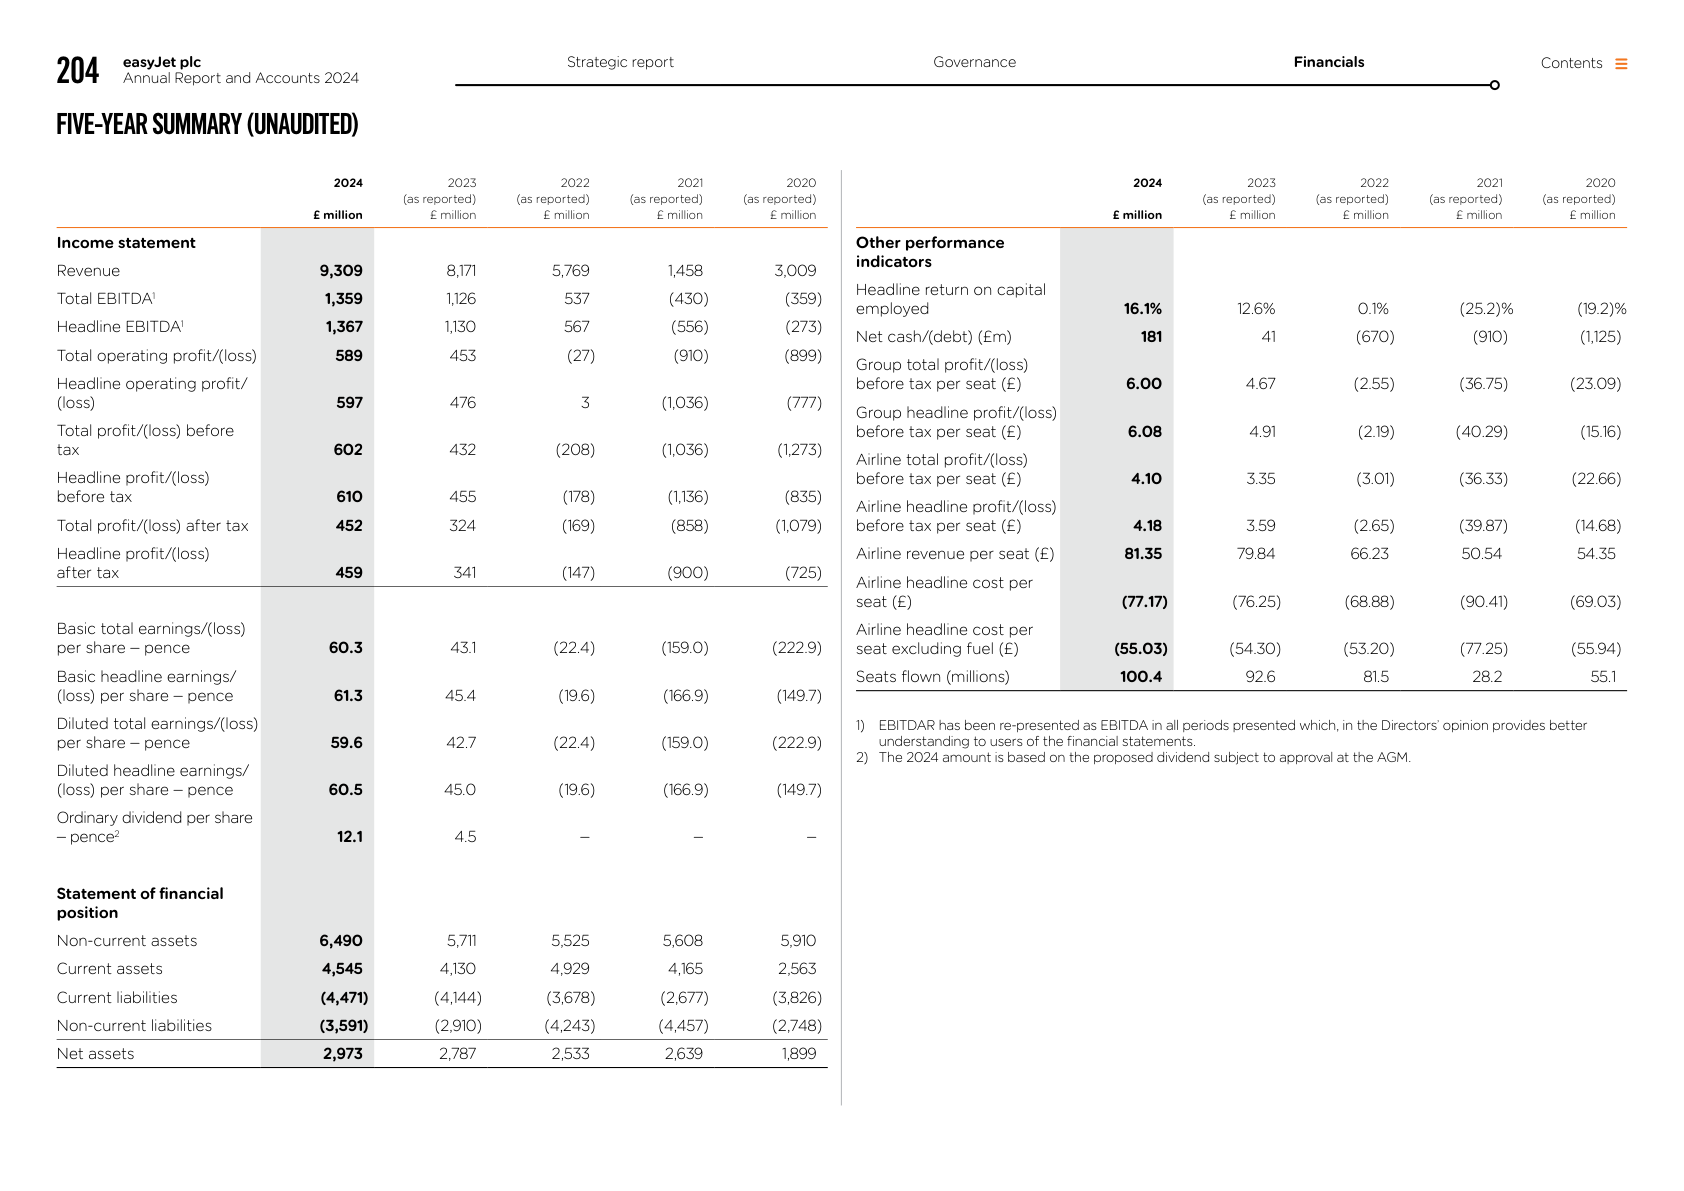 204
easyJet plc
Annual Report and Accounts 2024
Strategic report
Governance
Financials
Contents
FIVE-YEAR SUMMARY (UNAUDITED)
2024 2023 2022 2021 2020
(as reported) (as reported) (as reported) (as reported)
£ million £ million £ million £ million £ million
Income statement
Revenue 9,309 8,171 5,769 1,458 3,009
Total EBITDA¹ 1,359 1,126 537 (430) (359)
Headline EBITDA¹ 1,367 1,130 567 (556) (273)
Total operating profit/(loss) 589 453 (27) (910) (899)
Headline operating profit/
(loss) 597 476 3 (1,036) (777)
Total profit/(loss) before
tax 602 432 (208) (1,036) (1,273)
Headline profit/(loss)
before tax 610 455 (178) (1,136) (835)
Total profit/(loss) after tax 452 324 (169) (858) (1,079)
Headline profit/(loss)
after tax 459 341 (147) (900) (725)
Basic total earnings/(loss)
per share – pence 60.3 43.1 (22.4) (159.0) (222.9)
Basic headline earnings/
(loss) per share – pence 61.3 45.4 (19.6) (166.9) (149.7)
Diluted total earnings/(loss)
per share – pence 59.6 42.7 (22.4) (159.0) (222.9)
Diluted headline earnings/
(loss) per share – pence 60.5 45.0 (19.6) (166.9) (149.7)
Ordinary dividend per share
– pence² 12.1 4.5 – – –
Statement of financial
position
Non-current assets 6,490 5,711 5,525 5,608 5,910
Current assets 4,545 4,130 4,929 4,165 2,563
Current liabilities (4,471) (4,144) (3,678) (2,677) (3,826)
Non-current liabilities (3,591) (2,910) (4,243) (4,457) (2,748)
Net assets 2,973 2,787 2,533 2,639 1,899
2024 2023 2022 2021 2020
(as reported) (as reported) (as reported) (as reported)
£ million £ million £ million £ million £ million
Other performance
indicators
Headline return on capital
employed 16.1% 12.6% 0.1% (25.2)% (19.2)%
Net cash/(debt) (£m) 181 41 (670) (910) (1,125)
Group total profit/(loss)
before tax per seat (£) 6.00 4.67 (2.55) (36.75) (23.09)
Group headline profit/(loss)
before tax per seat (£) 6.08 4.91 (2.19) (40.29) (15.16)
Airline total profit/(loss)
before tax per seat (£) 4.10 3.35 (3.01) (36.33) (22.66)
Airline headline profit/(loss)
before tax per seat (£) 4.18 3.59 (2.65) (39.87) (14.68)
Airline revenue per seat (£) 81.35 79.84 66.23 50.54 54.35
Airline headline cost per
seat (£) (77.17) (76.25) (68.88) (90.41) (69.03)
Airline headline cost per
seat excluding fuel (£) (55.03) (54.30) (53.20) (77.25) (55.94)
Seats flown (millions) 100.4 92.6 81.5 28.2 55.1
1) EBITDAR has been re-presented as EBITDA in all periods presented which, in the Directors' opinion provides better
understanding to users of the financial statements.
2) The 2024 amount is based on the proposed dividend subject to approval at the AGM.